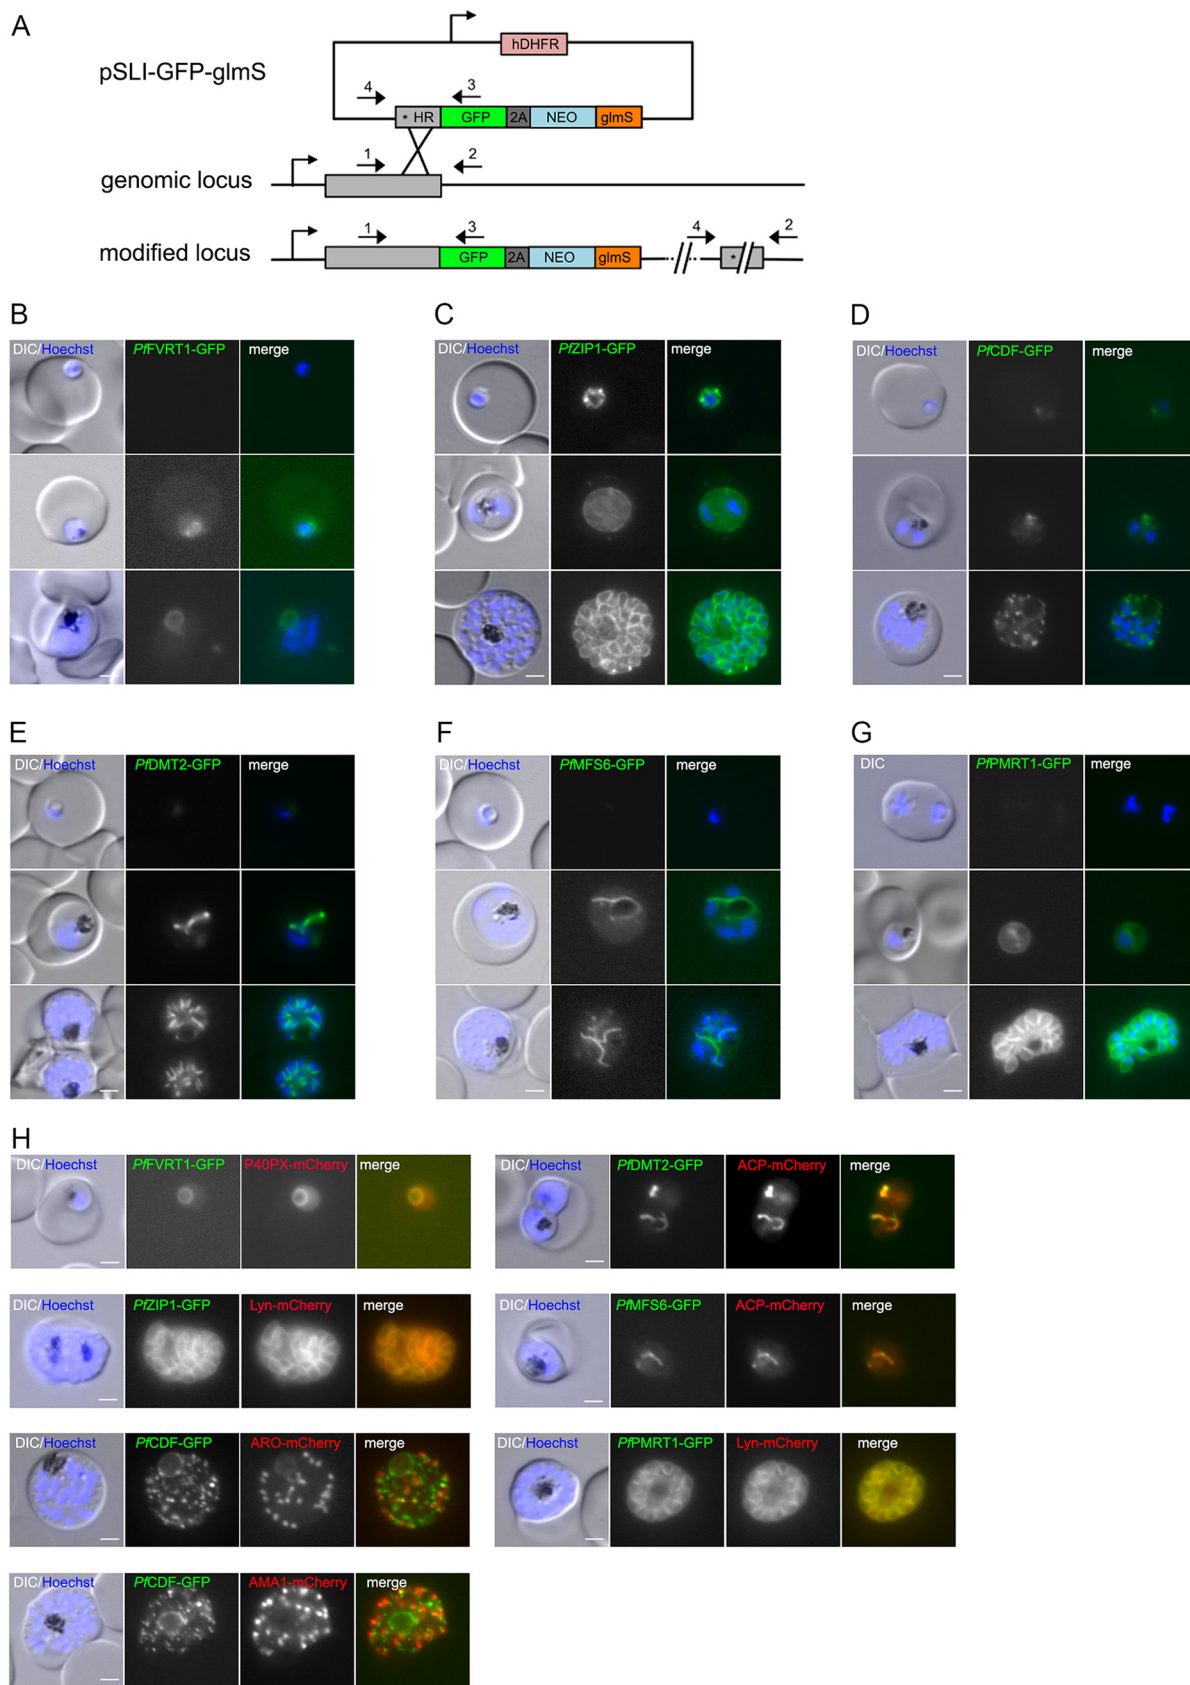 A
pSLI-GFP-glmS
hDHFR
4
3
* HR GFP 2A NEO glmS
1
2
genomic locus
1
3
4
2
modified locus
GFP 2A NEO glmS
*
B
C
D
DIC/Hoechst PfFVRT1-GFP merge
DIC/Hoechst PfZIP1-GFP merge
DIC/Hoechst PfCDF-GFP merge
E
F
G
DIC/Hoechst PfDMT2-GFP merge
DIC/Hoechst PfMFS6-GFP merge
DIC PfPMRT1-GFP merge
H
DIC/Hoechst PfFVRT1-GFP P40PX-mCherry merge
DIC/Hoechst PfDMT2-GFP ACP-mCherry merge
DIC/Hoechst PfZIP1-GFP Lyn-mCherry merge
DIC/Hoechst PfMFS6-GFP ACP-mCherry merge
DIC/Hoechst PfCDF-GFP ARO-mCherry merge
DIC/Hoechst PfPMRT1-GFP Lyn-mCherry merge
DIC/Hoechst PfCDF-GFP AMA1-mCherry merge